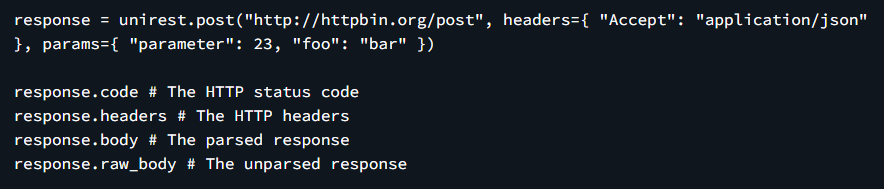 response = unirest.post("http://httpbin.org/post", headers={ "Accept": "application/json"
}, params={ "parameter": 23, "foo": "bar" })
response.code # The HTTP status code
response.headers # The HTTP headers
response.body # The parsed response
response.raw_body # The unparsed response